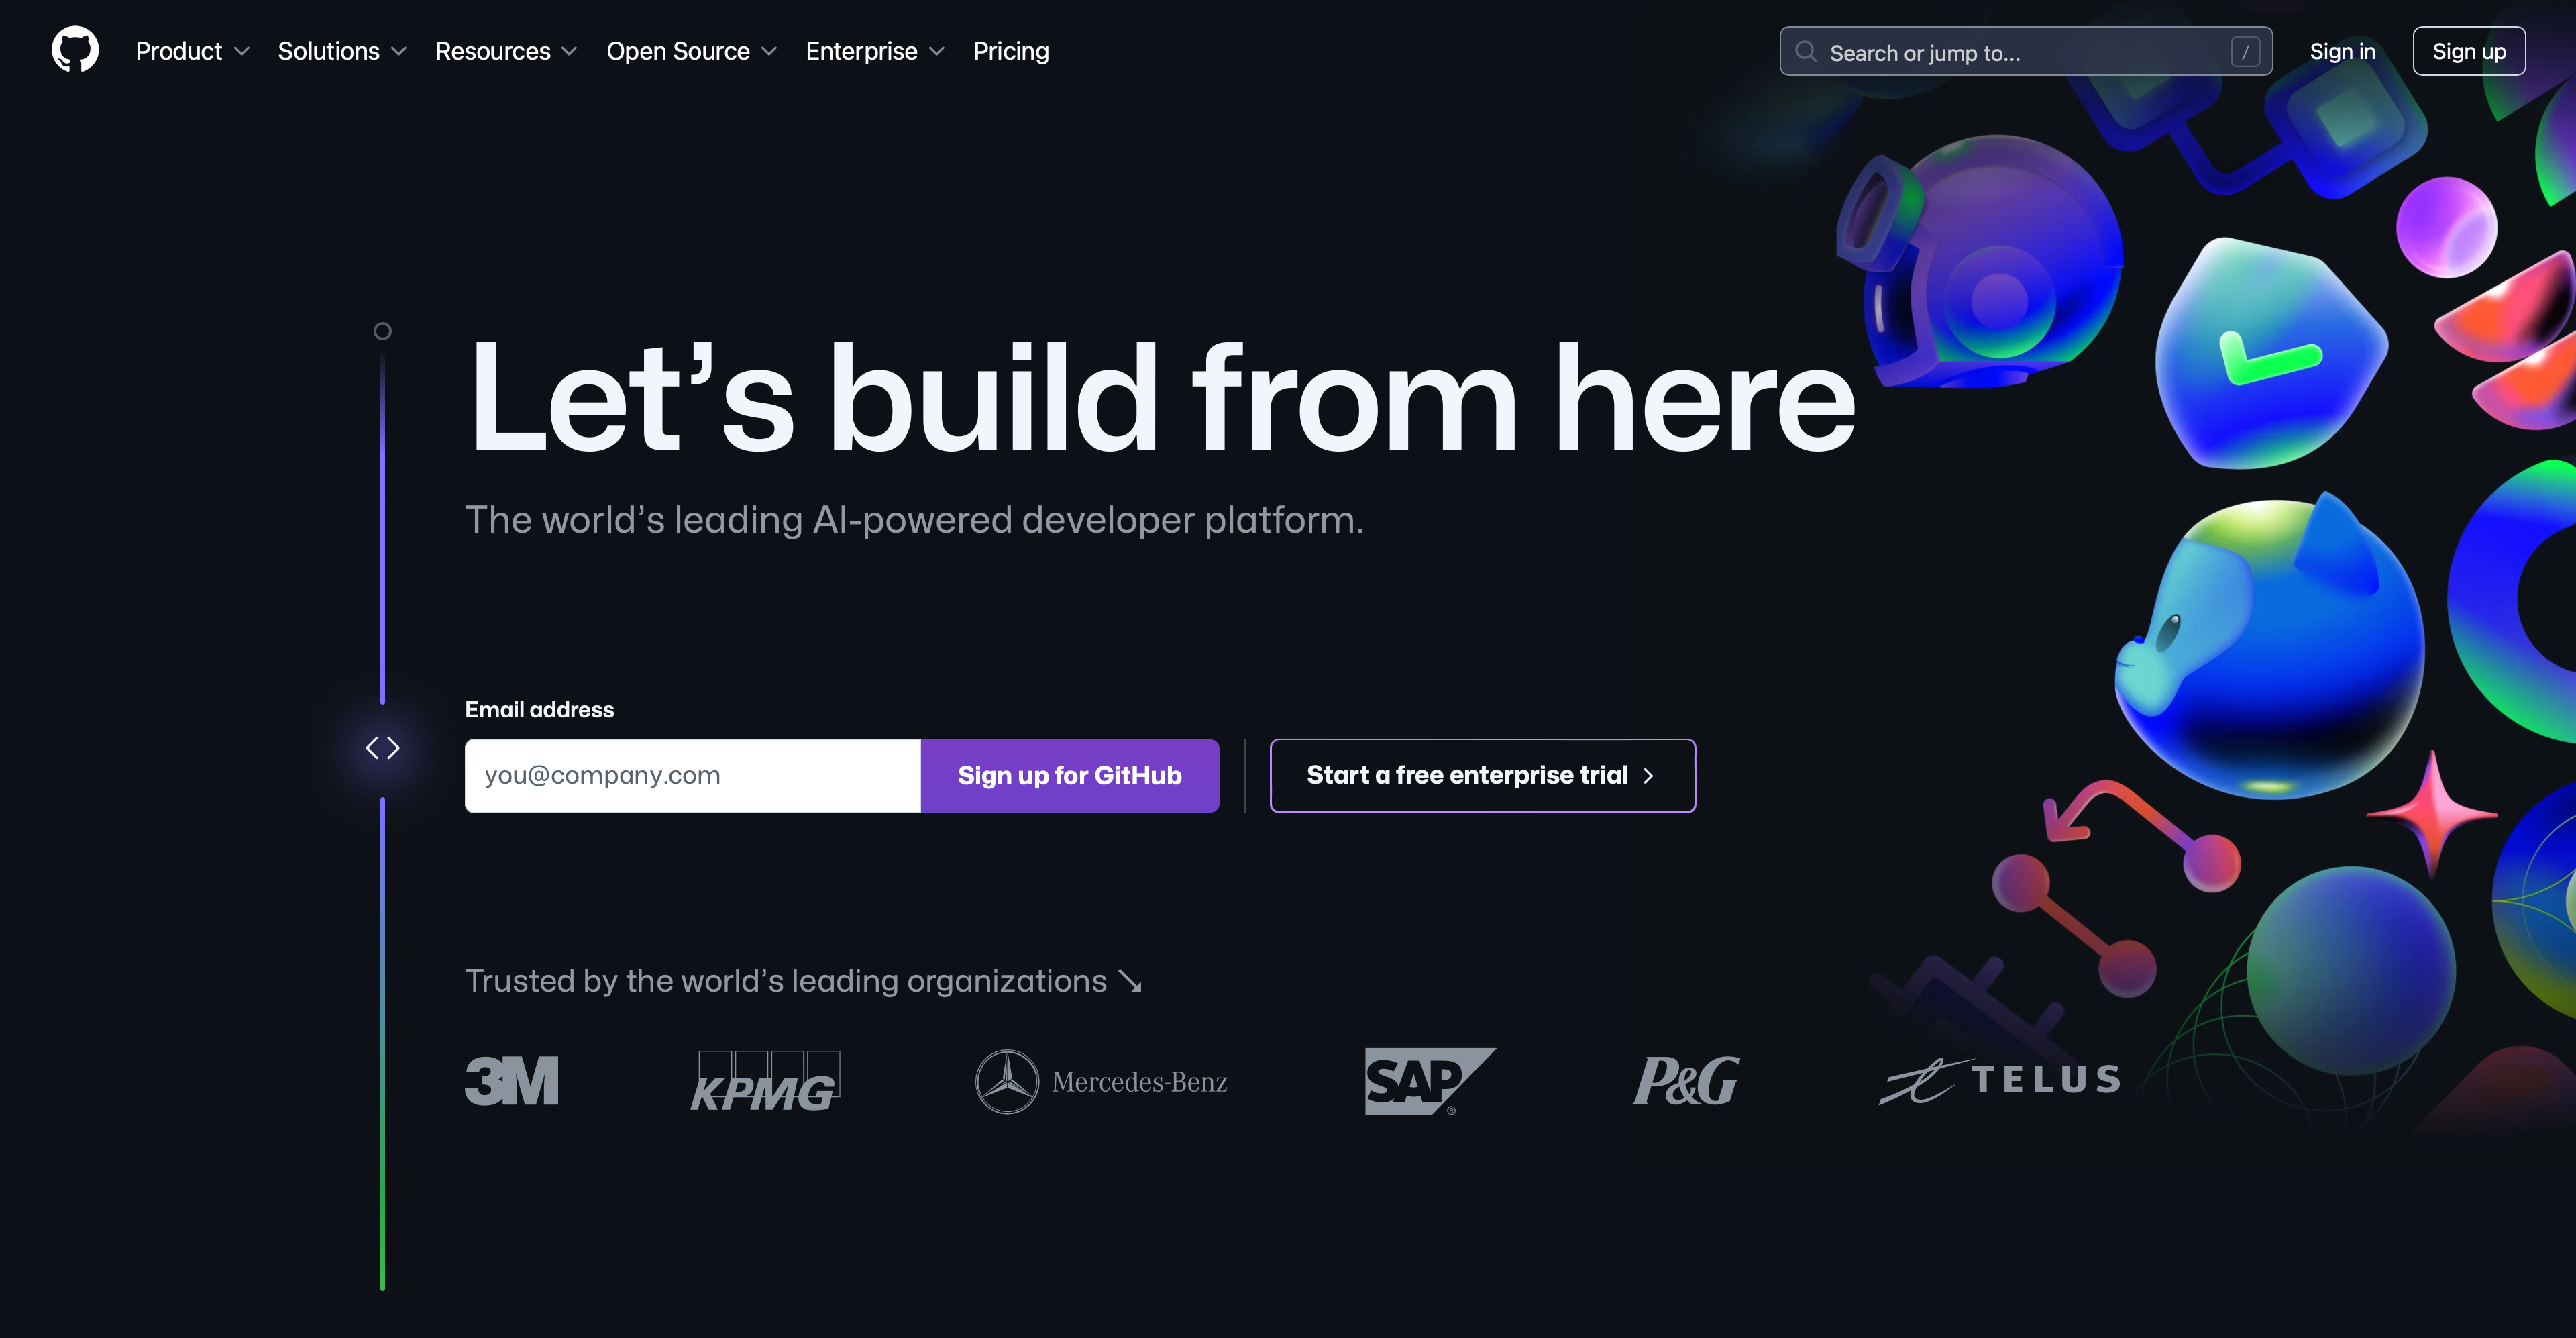 Product Solutions Resources Open Source Enterprise Pricing Search or jump to... / Sign in Sign up
Let’s build from here
The world’s leading AI-powered developer platform.
Email address
you@company.com Sign up for GitHub Start a free enterprise trial
Trusted by the world’s leading organizations
3M KPMG Mercedes-Benz SAP® P&G TELUS